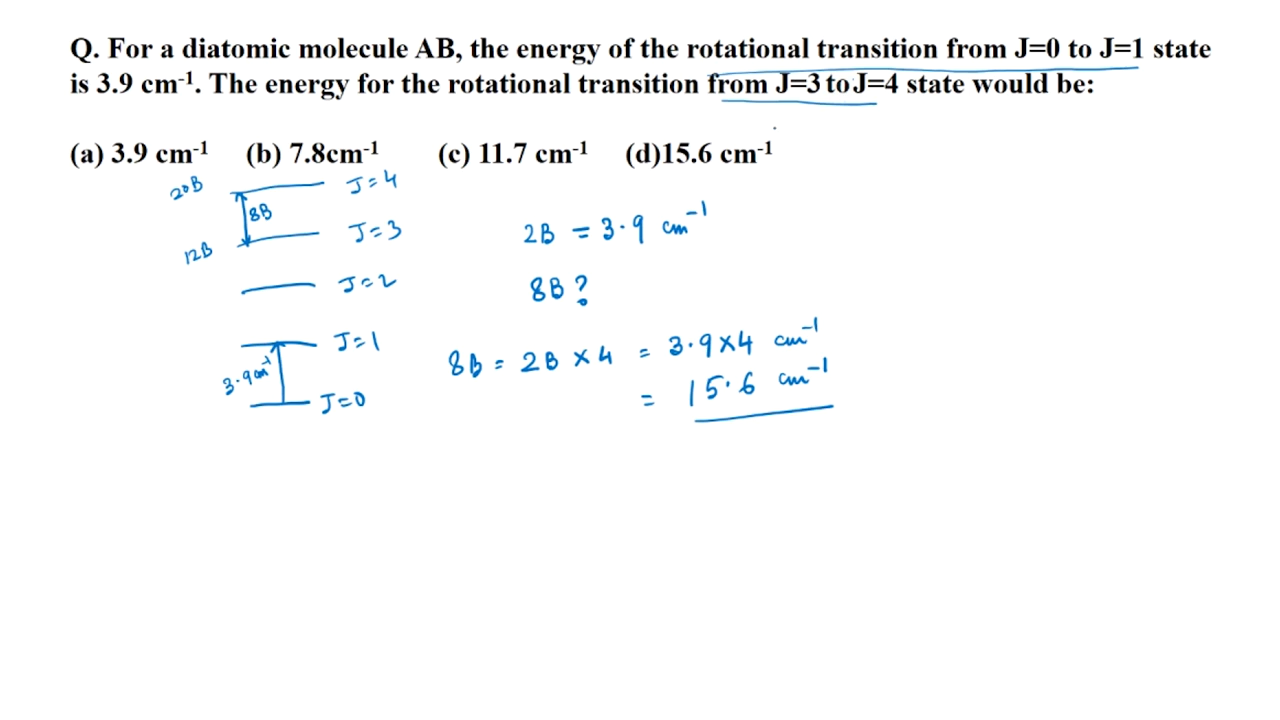 Q. For a diatomic molecule AB, the energy of the rotational transition from J=0 to J=1 state
is 3.9 cm⁻¹. The energy for the rotational transition from J=3 to J=4 state would be:
(a) 3.9 cm⁻¹ (b) 7.8cm⁻¹ (c) 11.7 cm⁻¹ (d)15.6 cm⁻¹
20B J=4
8B
12B J=3
J=2
J=1
3.9 cm⁻¹
J=0
2B = 3.9 cm⁻¹
8B ?
8B = 2B × 4 = 3.9×4 cm⁻¹
= 15.6 cm⁻¹